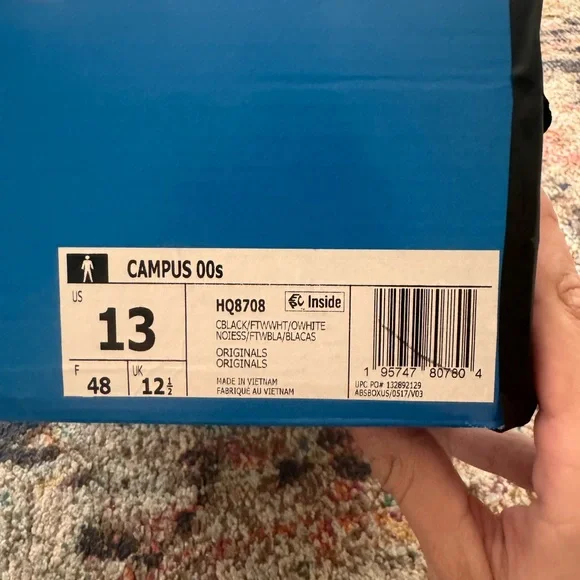 CAMPUS 00s
US
13
F
48
UK
12½
HQ8708
Inside
CBLACK/FTWWHT/OWHITE
NOIESS/FTWBLA/BLACAS
ORIGINALS
ORIGINALS
MADE IN VIETNAM
FABRIQUÉ AU VIETNAM
1 95747 80780 4
UPC PO# 132892129
ABSBOXUS/0517/V03